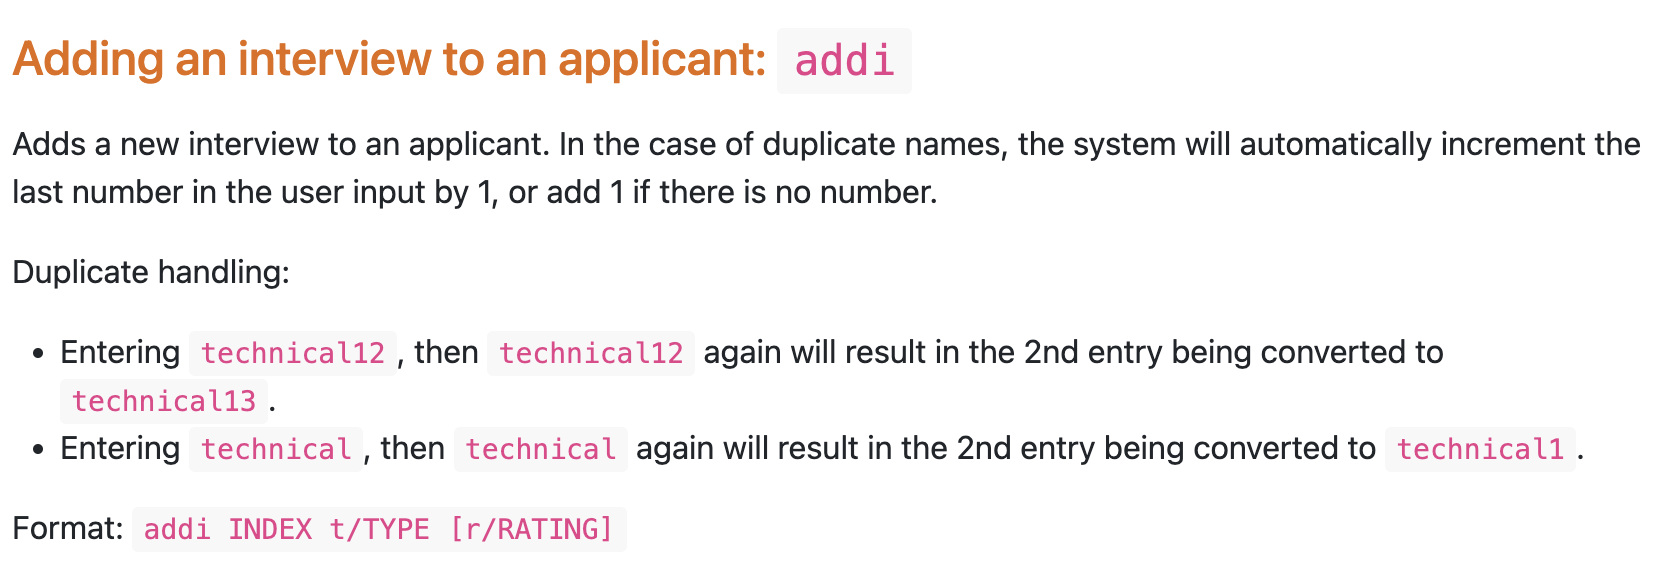 Adding an interview to an applicant: addi
Adds a new interview to an applicant. In the case of duplicate names, the system will automatically increment the
last number in the user input by 1, or add 1 if there is no number.
Duplicate handling:
• Entering technical12, then technical12 again will result in the 2nd entry being converted to
technical13.
• Entering technical, then technical again will result in the 2nd entry being converted to technical1.
Format: addi INDEX t/TYPE [r/RATING]